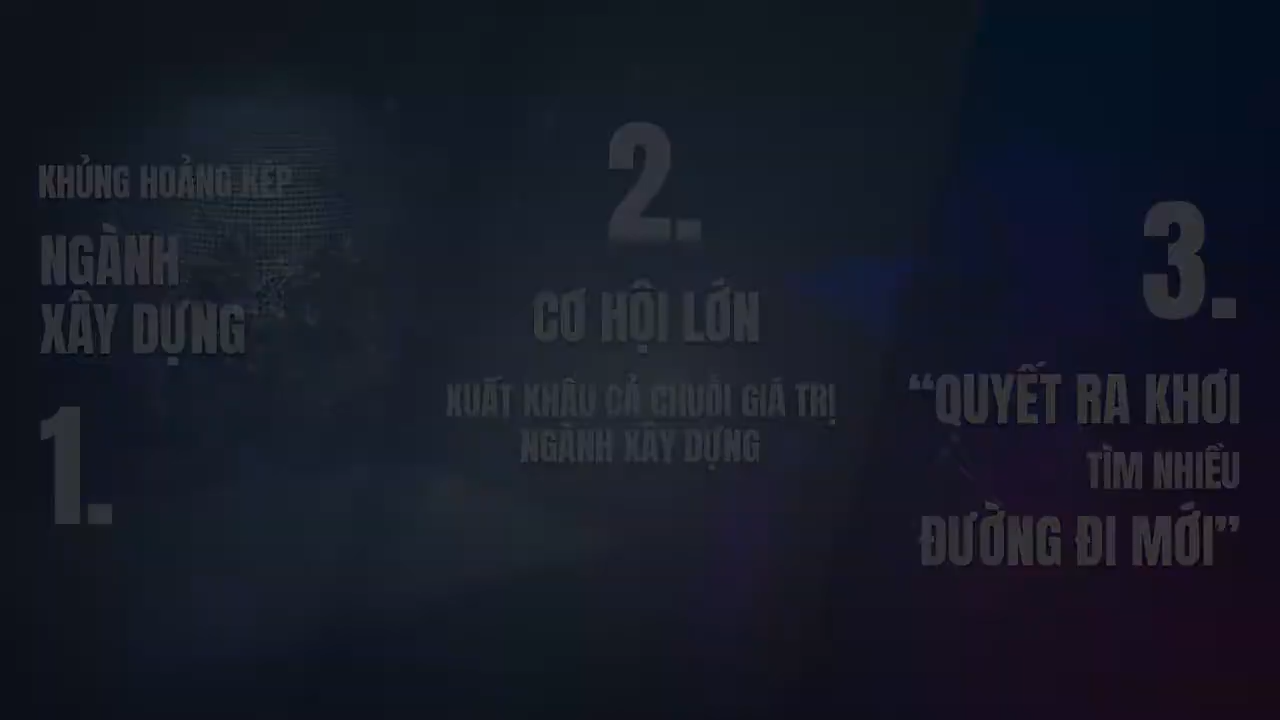 KHỦNG HOẢNG KÉP
NGÀNH
XÂY DỰNG
1.
2.
CƠ HỘI LỚN
XUẤT KHẨU CẢ CHUỖI GIÁ TRỊ
NGÀNH XÂY DỰNG
3.
“QUYẾT RA KHƠI
TÌM NHIỀU
ĐƯỜNG ĐI MỚI”